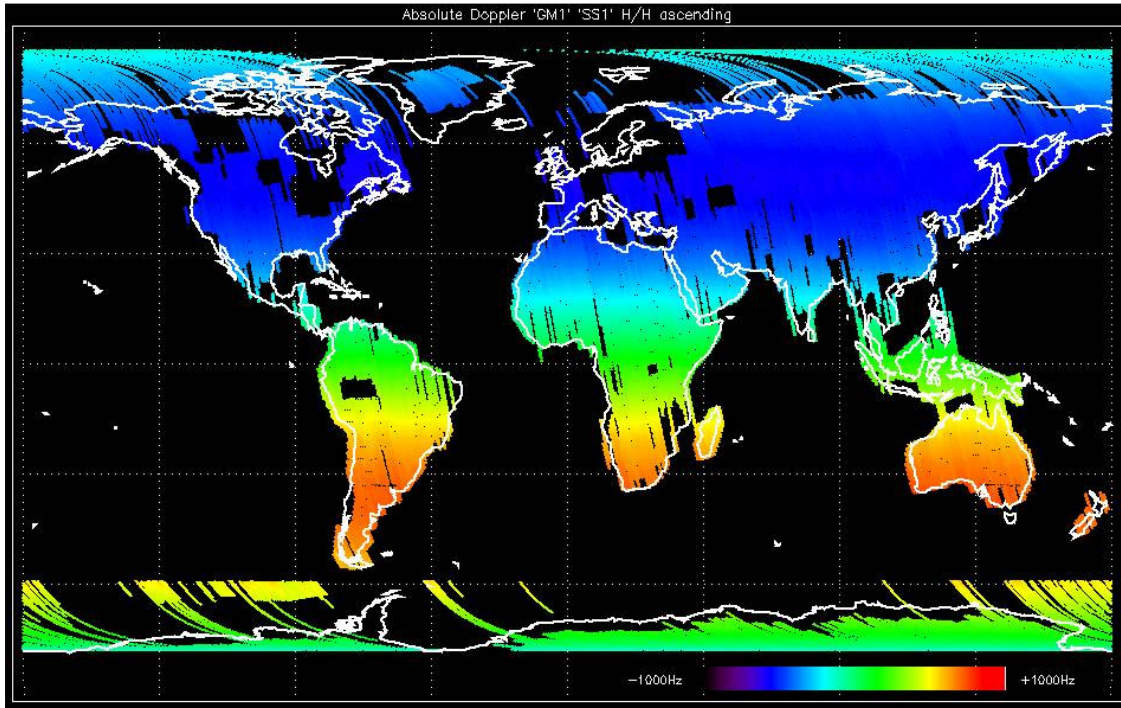 Absolute Doppler 'GM1' 'SS1' H/H ascending
−1000Hz +1000Hz